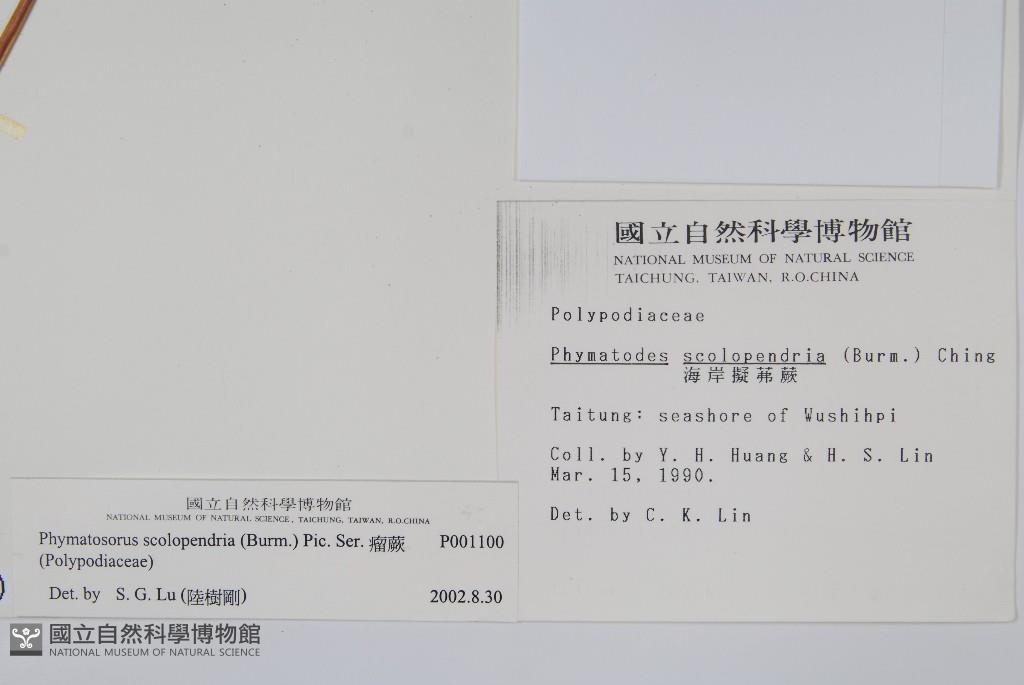 國立自然科學博物館
NATIONAL MUSEUM OF NATURAL SCIENCE
TAICHUNG, TAIWAN, R.O.CHINA
Polypodiaceae
Phymatodes scolopendria (Burm.) Ching
海岸擬茀蕨
Taitung: seashore of Wushihpi
Coll. by Y. H. Huang & H. S. Lin
Mar. 15, 1990.
Det. by C. K. Lin
國立自然科學博物館
NATIONAL MUSEUM OF NATURAL SCIENCE, TAICHUNG, TAIWAN, R.O.CHINA
Phymatosorus scolopendria (Burm.) Pic. Ser. 瘤蕨 P001100
(Polypodiaceae)
Det. by S. G. Lu (陸樹剛) 2002.8.30
國立自然科學博物館
NATIONAL MUSEUM OF NATURAL SCIENCE